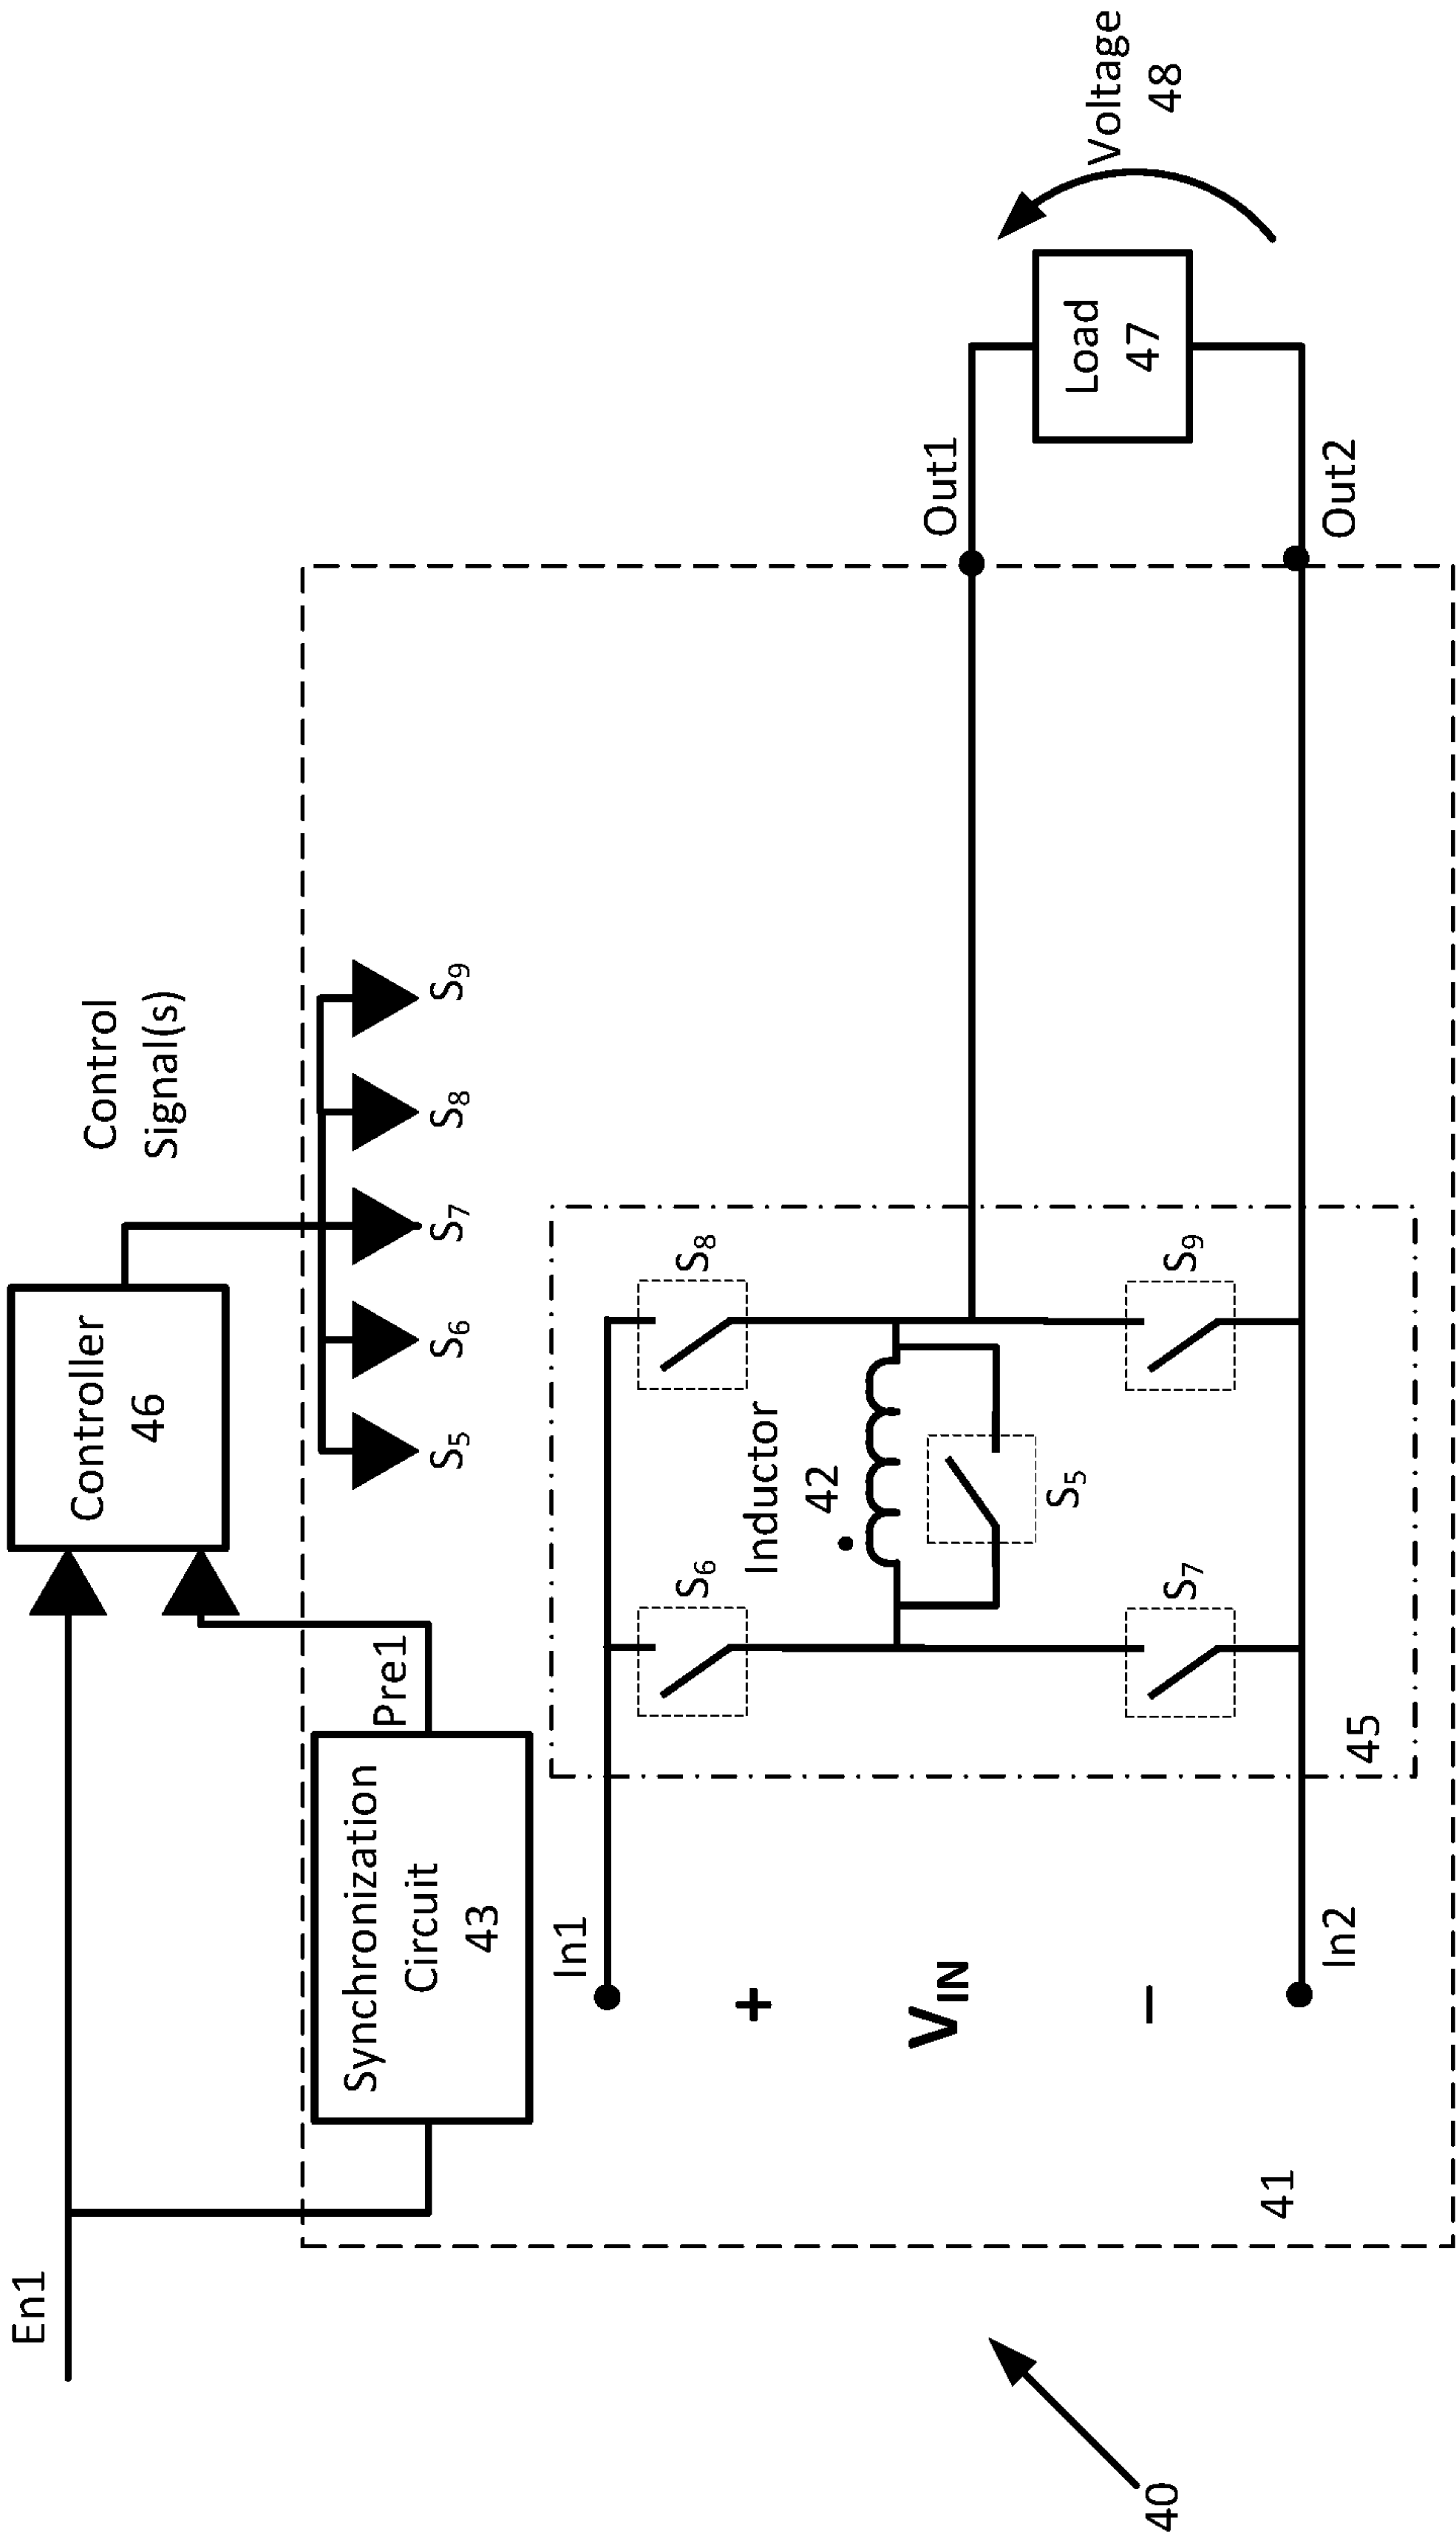 En1
Controller
46
Control
Signal(s)
Synchronization
Circuit
43
Pre1
S5
S6
S7
S8
S9
In1
+
VIN
−
In2
S6
Inductor
42
S8
S5
S7
S9
45
Out1
Out2
Load
47
Voltage
48
41
40